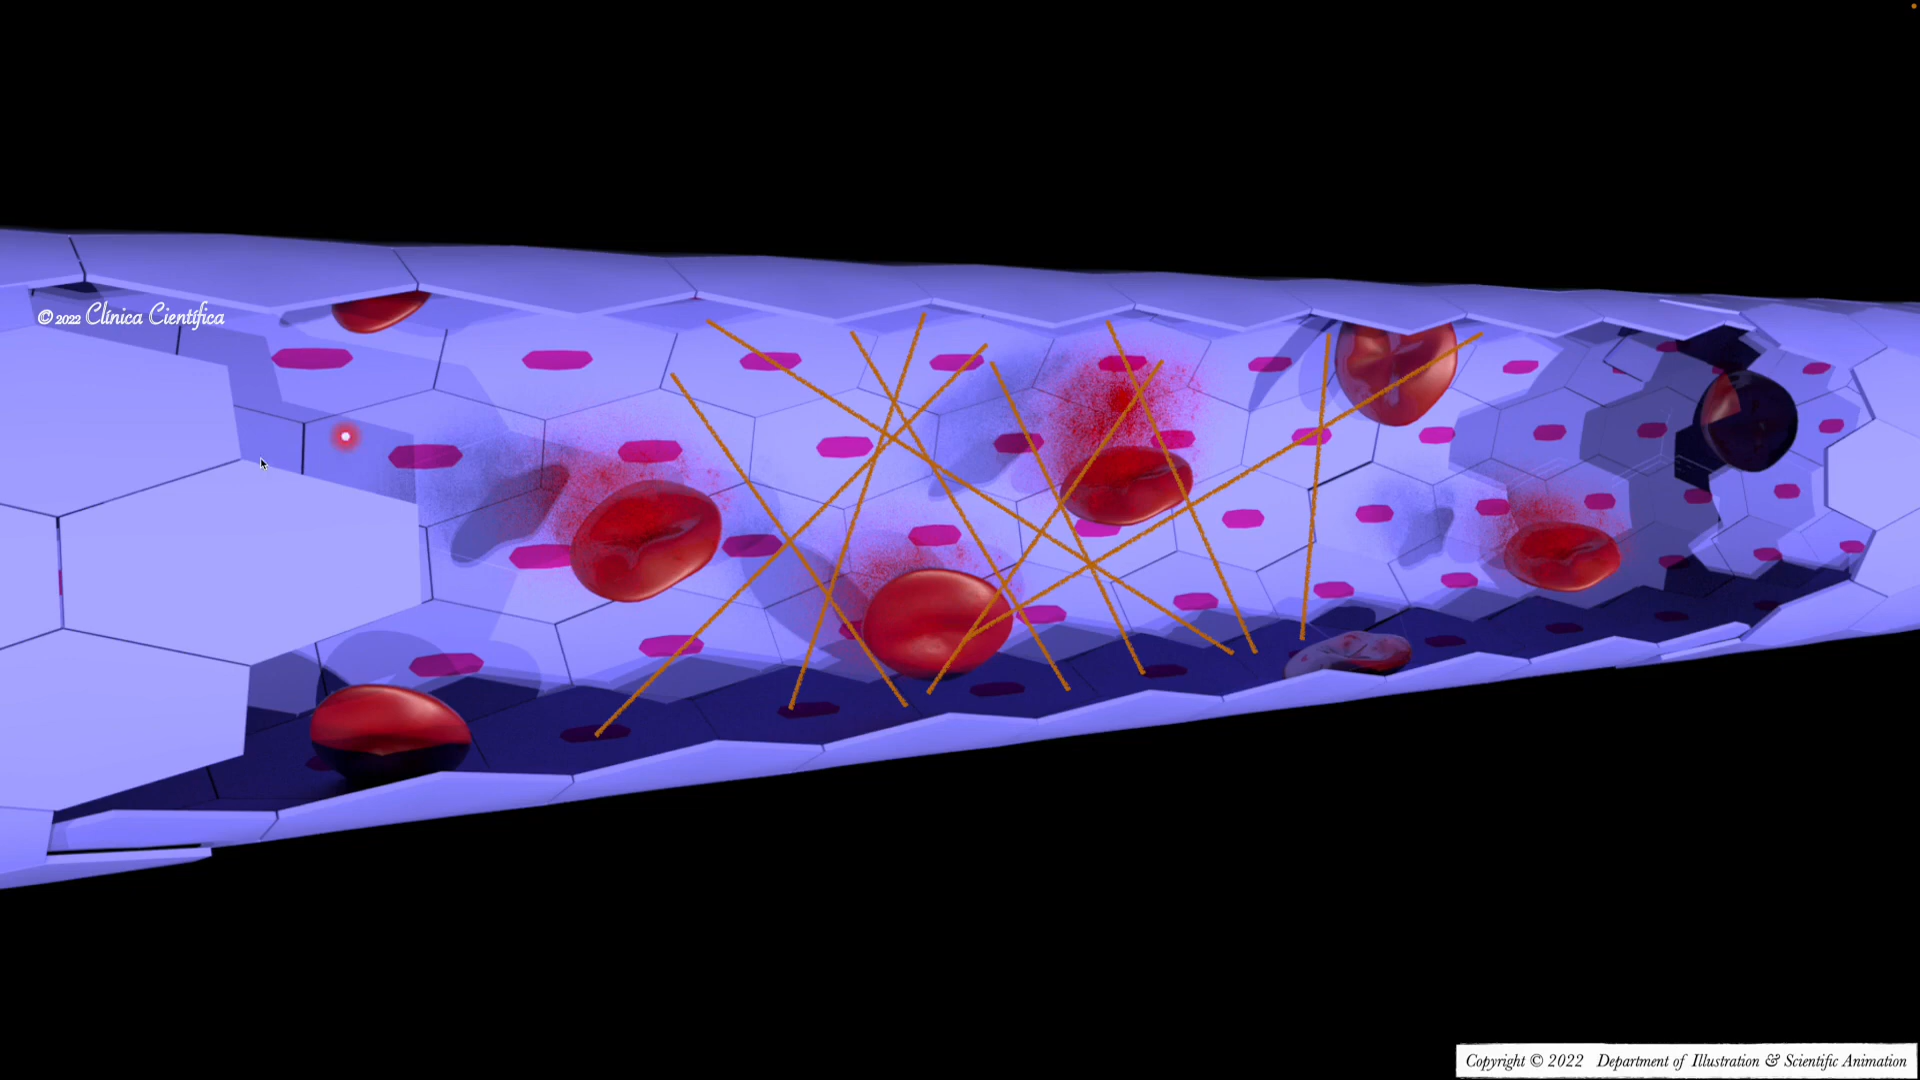 © 2022 Clínica Científica
Copyright © 2022 Department of Illustration & Scientific Animation